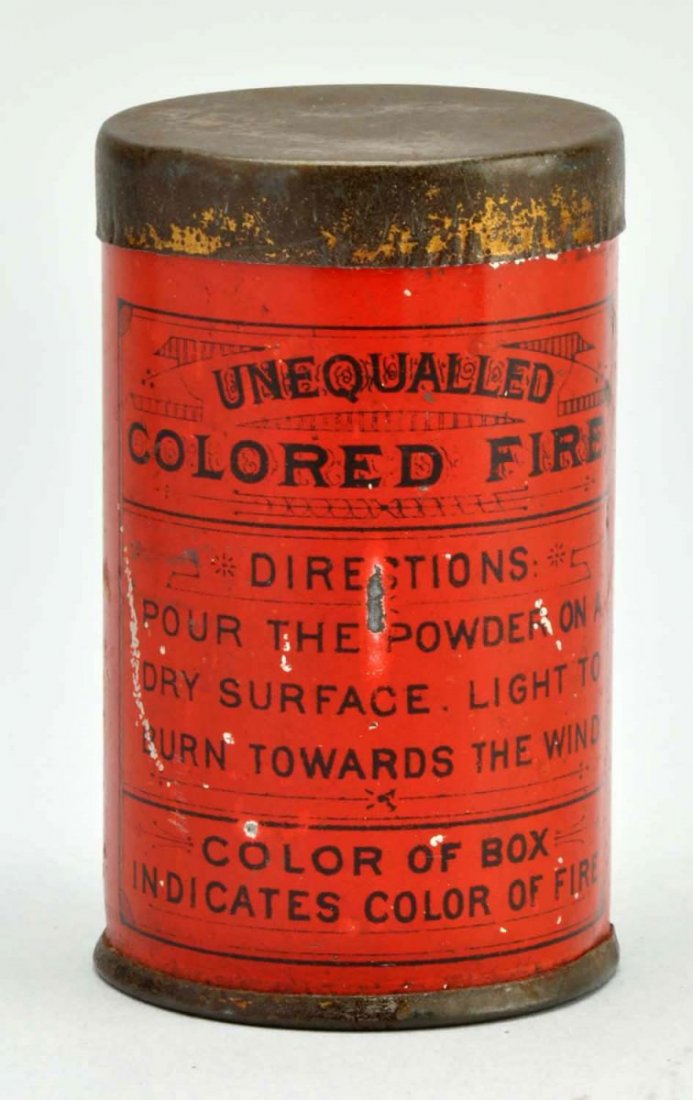 UNEQUALLED
COLORED FIRE
DIRECTIONS:
POUR THE POWDER ON A
DRY SURFACE. LIGHT TO
BURN TOWARDS THE WIND
COLOR OF BOX
INDICATES COLOR OF FIRE